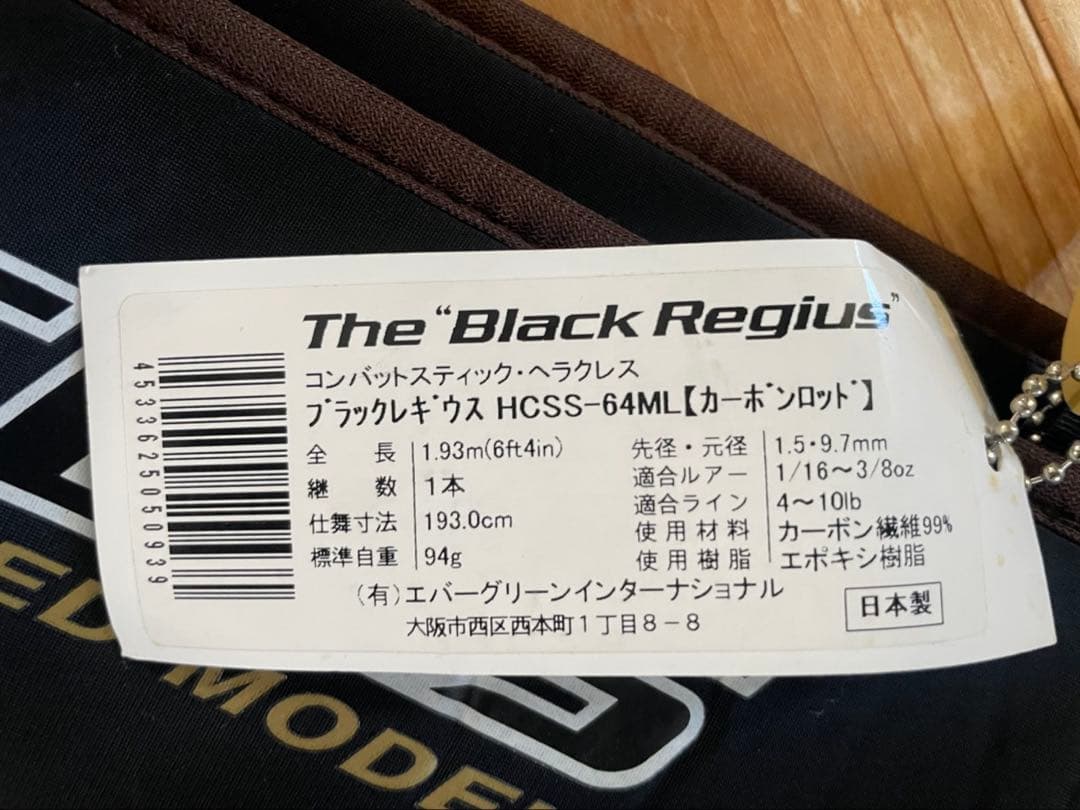 The "Black Regius"
コンバットスティック・ヘラクレス
ブラックレギウス HCSS-64ML【カーボンロッド】
全長 1.93m(6ft4in)
継数 1本
仕舞寸法 193.0cm
標準自重 94g
先径・元径 1.5・9.7mm
適合ルアー 1/16～3/8oz
適合ライン 4～10lb
使用材料 カーボン繊維99%
使用樹脂 エポキシ樹脂
(有)エバーグリーンインターナショナル
大阪市西区西本町1丁目8-8
日本製
4533625050939
ED MODE